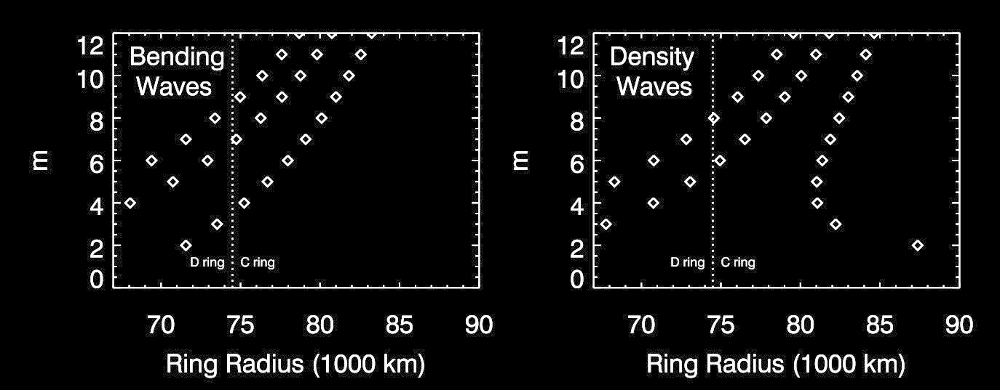 Bending
Waves
12
10
8
6
4
2
0
m
D ring
C ring
70 75 80 85 90
Ring Radius (1000 km)
Density
Waves
12
10
8
6
4
2
0
m
D ring
C ring
70 75 80 85 90
Ring Radius (1000 km)